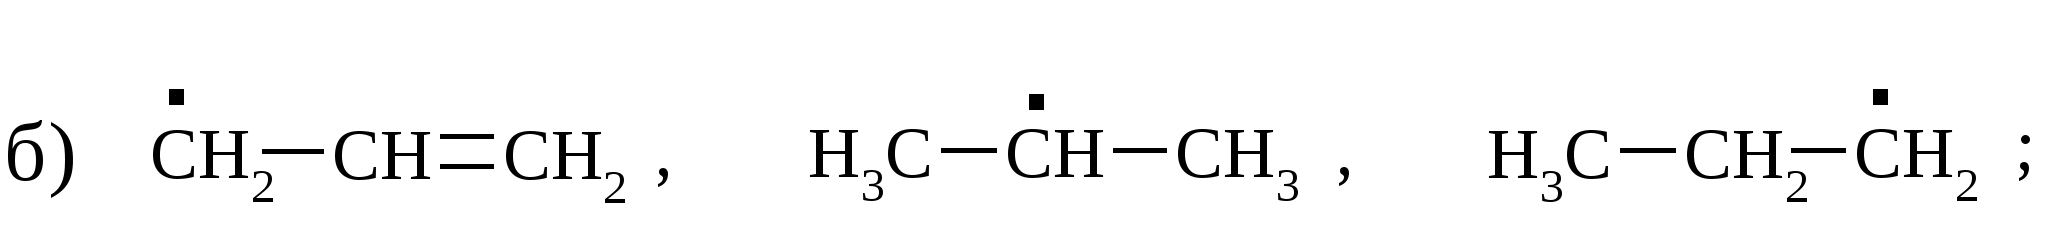 б) ĊH₂—CH=CH₂ , H₃C—ĊH—CH₃ , H₃C—CH₂—ĊH₂ ;